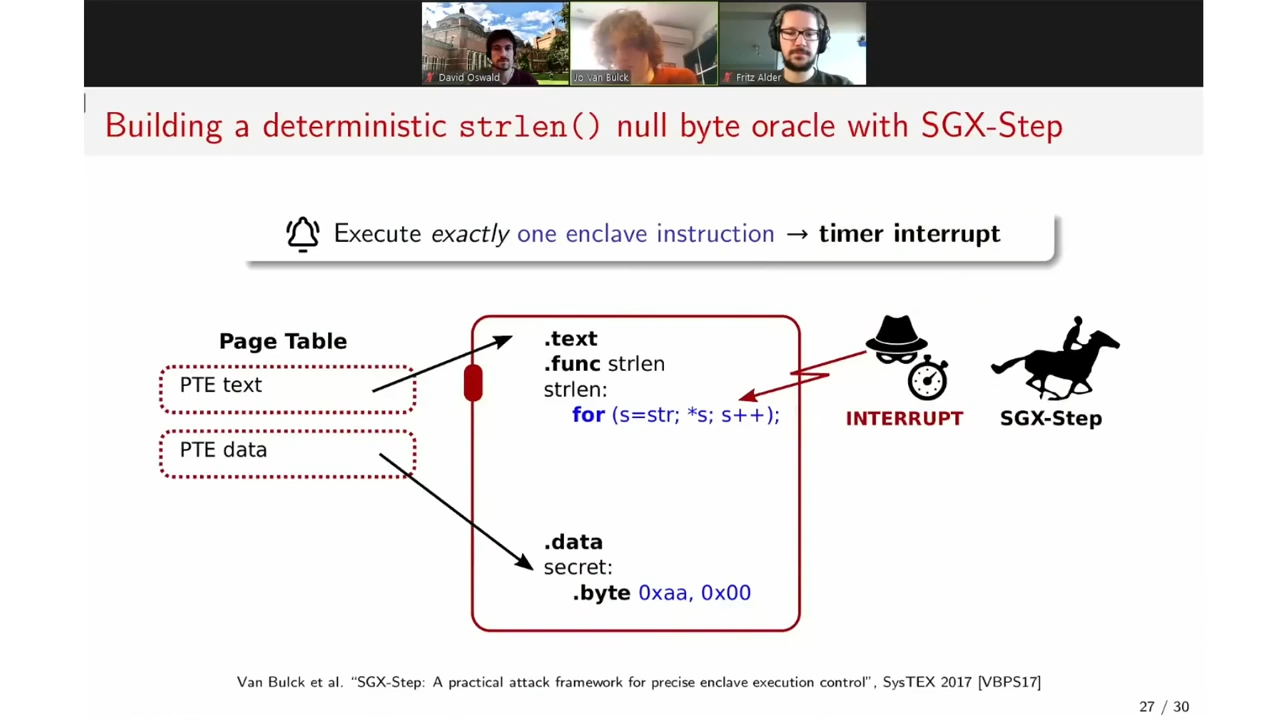 David Oswald
Jo Van Bulck
Fritz Alder
Building a deterministic strlen() null byte oracle with SGX-Step
Execute exactly one enclave instruction → timer interrupt
Page Table
PTE text
PTE data
.text
.func strlen
strlen:
for (s=str; *s; s++);
.data
secret:
.byte 0xaa, 0x00
INTERRUPT
SGX-Step
Van Bulck et al. “SGX-Step: A practical attack framework for precise enclave execution control”, SysTEX 2017 [VBPS17]
27 / 30